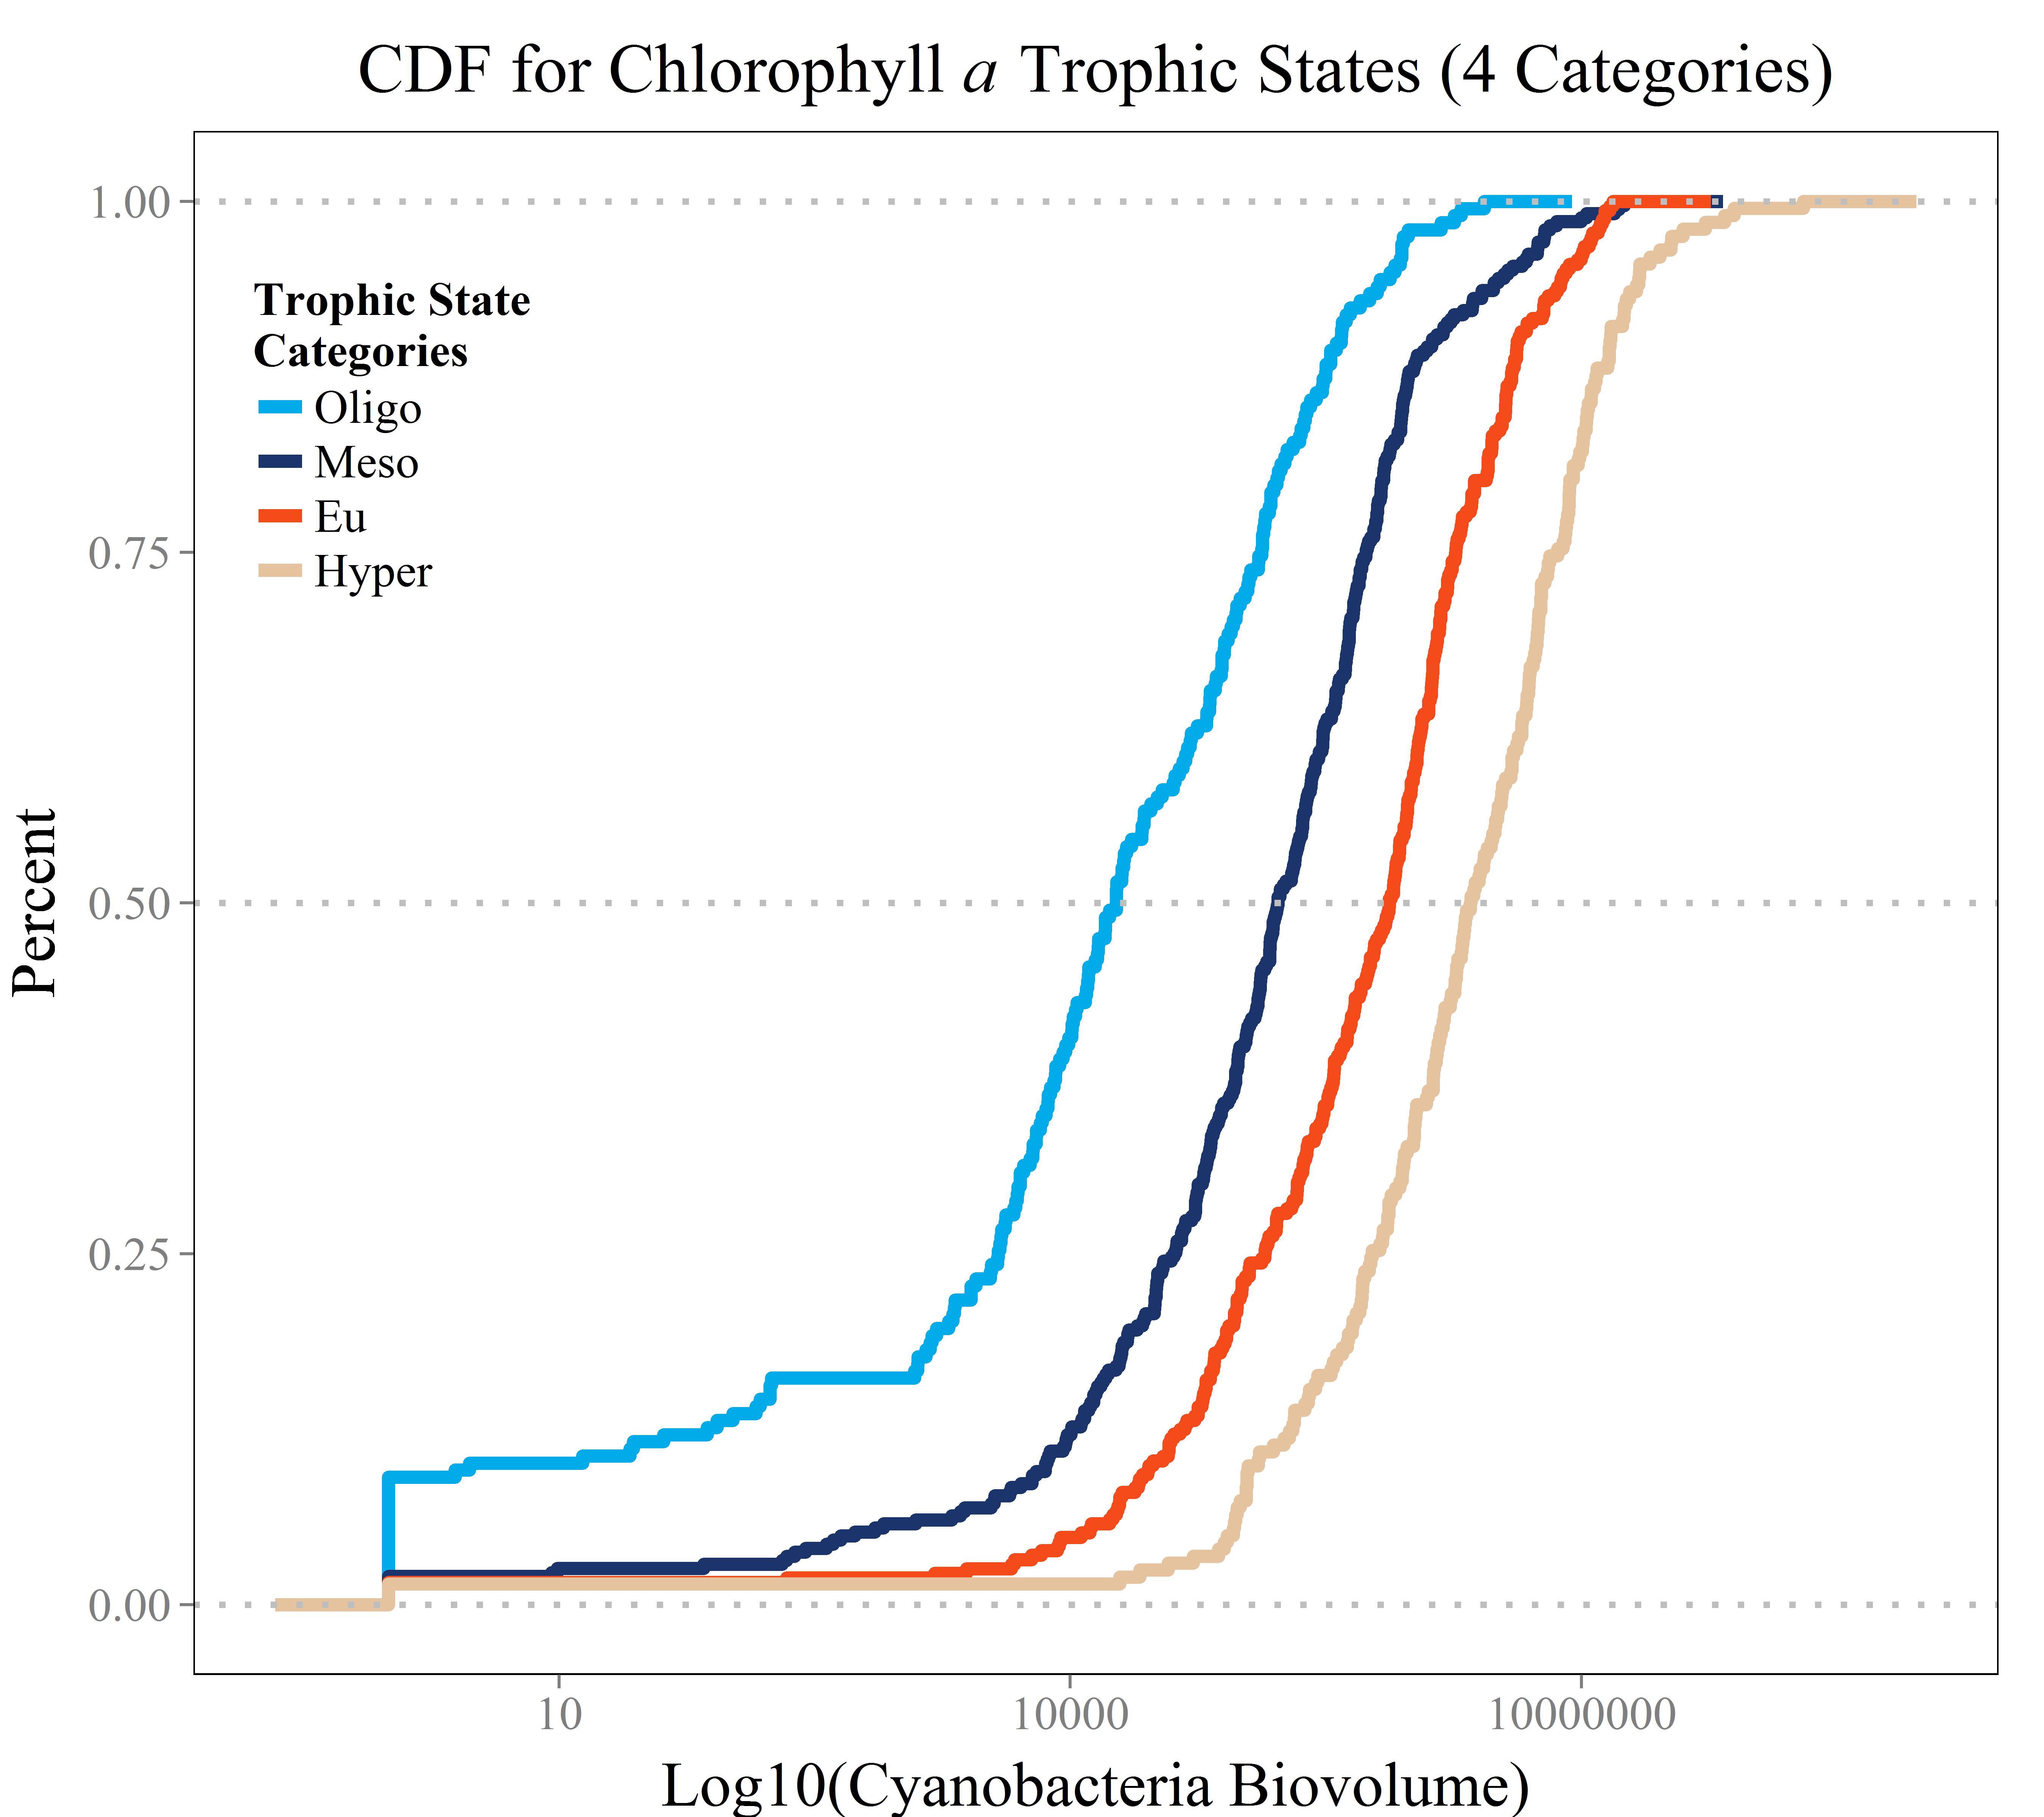 CDF for Chlorophyll a Trophic States (4 Categories)
1.00
0.75
0.50
0.25
0.00
Percent
Trophic State
Categories
Oligo
Meso
Eu
Hyper
10
10000
10000000
Log10(Cyanobacteria Biovolume)